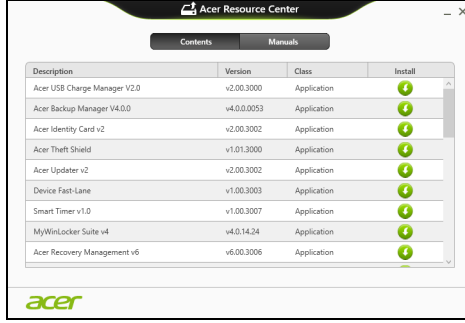 Acer Resource Center
Contents Manuals
Description Version Class Install
Acer USB Charge Manager V2.0 v2.00.3000 Application
Acer Backup Manager V4.0.0 v4.0.0.0053 Application
Acer Identity Card v2 v2.00.3002 Application
Acer Theft Shield v1.01.3000 Application
Acer Updater v2 v2.00.3002 Application
Device Fast-Lane v1.00.3003 Application
Smart Timer v1.0 v1.00.3007 Application
MyWinLocker Suite v4 v4.0.14.24 Application
Acer Recovery Management v6 v6.00.3006 Application
acer